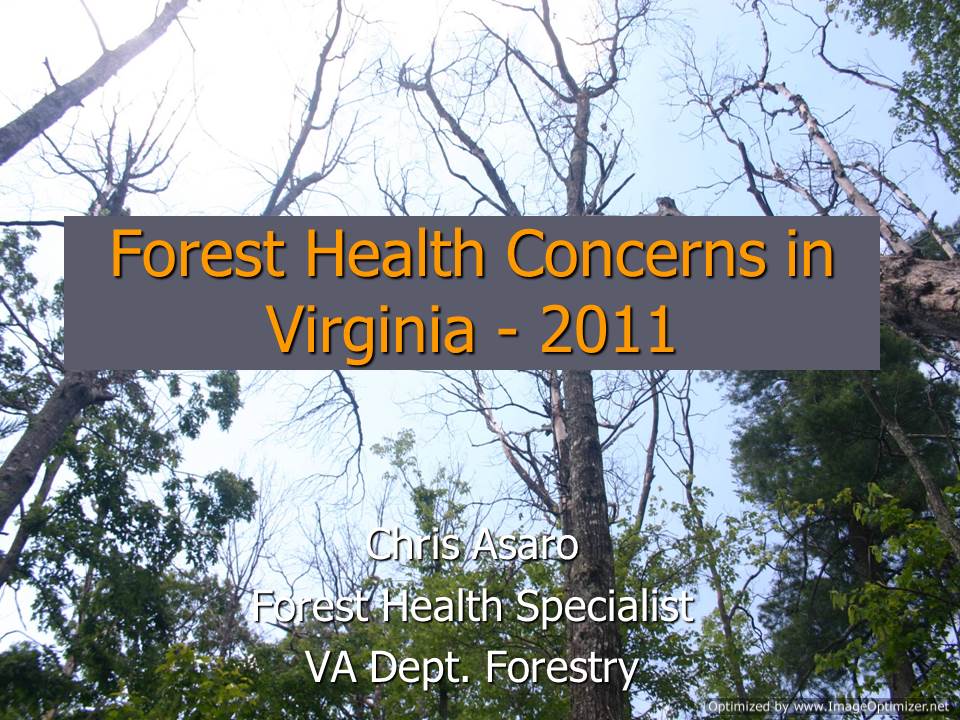 Forest Health Concerns in
Virginia - 2011
Chris Asaro
Forest Health Specialist
VA Dept. Forestry
Optimized by www.ImageOptimizer.net